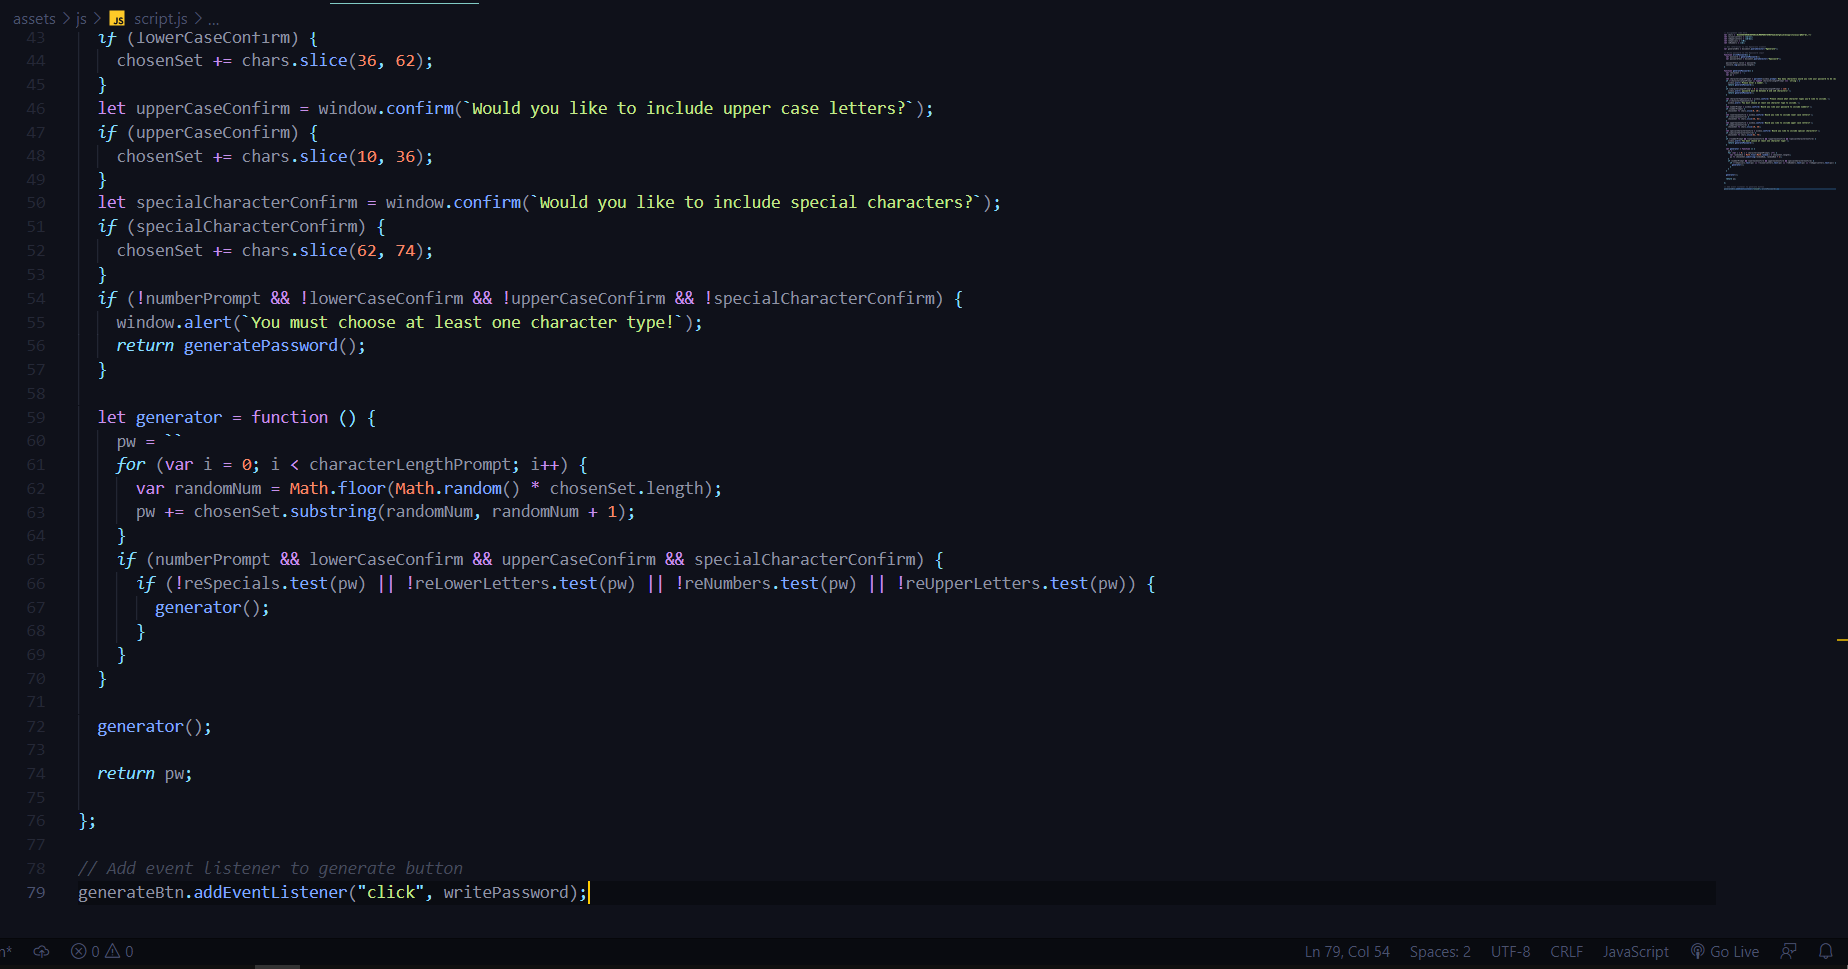 assets > js > JS script.js > ...
43 if (lowerCaseConfirm) {
44 chosenSet += chars.slice(36, 62);
45 }
46 let upperCaseConfirm = window.confirm(`Would you like to include upper case letters?`);
47 if (upperCaseConfirm) {
48 chosenSet += chars.slice(10, 36);
49 }
50 let specialCharacterConfirm = window.confirm(`Would you like to include special characters?`);
51 if (specialCharacterConfirm) {
52 chosenSet += chars.slice(62, 74);
53 }
54 if (!numberPrompt && !lowerCaseConfirm && !upperCaseConfirm && !specialCharacterConfirm) {
55 window.alert(`You must choose at least one character type!`);
56 return generatePassword();
57 }
58
59 let generator = function () {
60 pw = ``
61 for (var i = 0; i < characterLengthPrompt; i++) {
62 var randomNum = Math.floor(Math.random() * chosenSet.length);
63 pw += chosenSet.substring(randomNum, randomNum + 1);
64 }
65 if (numberPrompt && lowerCaseConfirm && upperCaseConfirm && specialCharacterConfirm) {
66 if (!reSpecials.test(pw) || !reLowerLetters.test(pw) || !reNumbers.test(pw) || !reUpperLetters.test(pw)) {
67 generator();
68 }
69 }
70 }
71
72 generator();
73
74 return pw;
75
76 };
77
78 // Add event listener to generate button
79 generateBtn.addEventListener("click", writePassword);
n* 0 0 Ln 79, Col 54 Spaces: 2 UTF-8 CRLF JavaScript Go Live